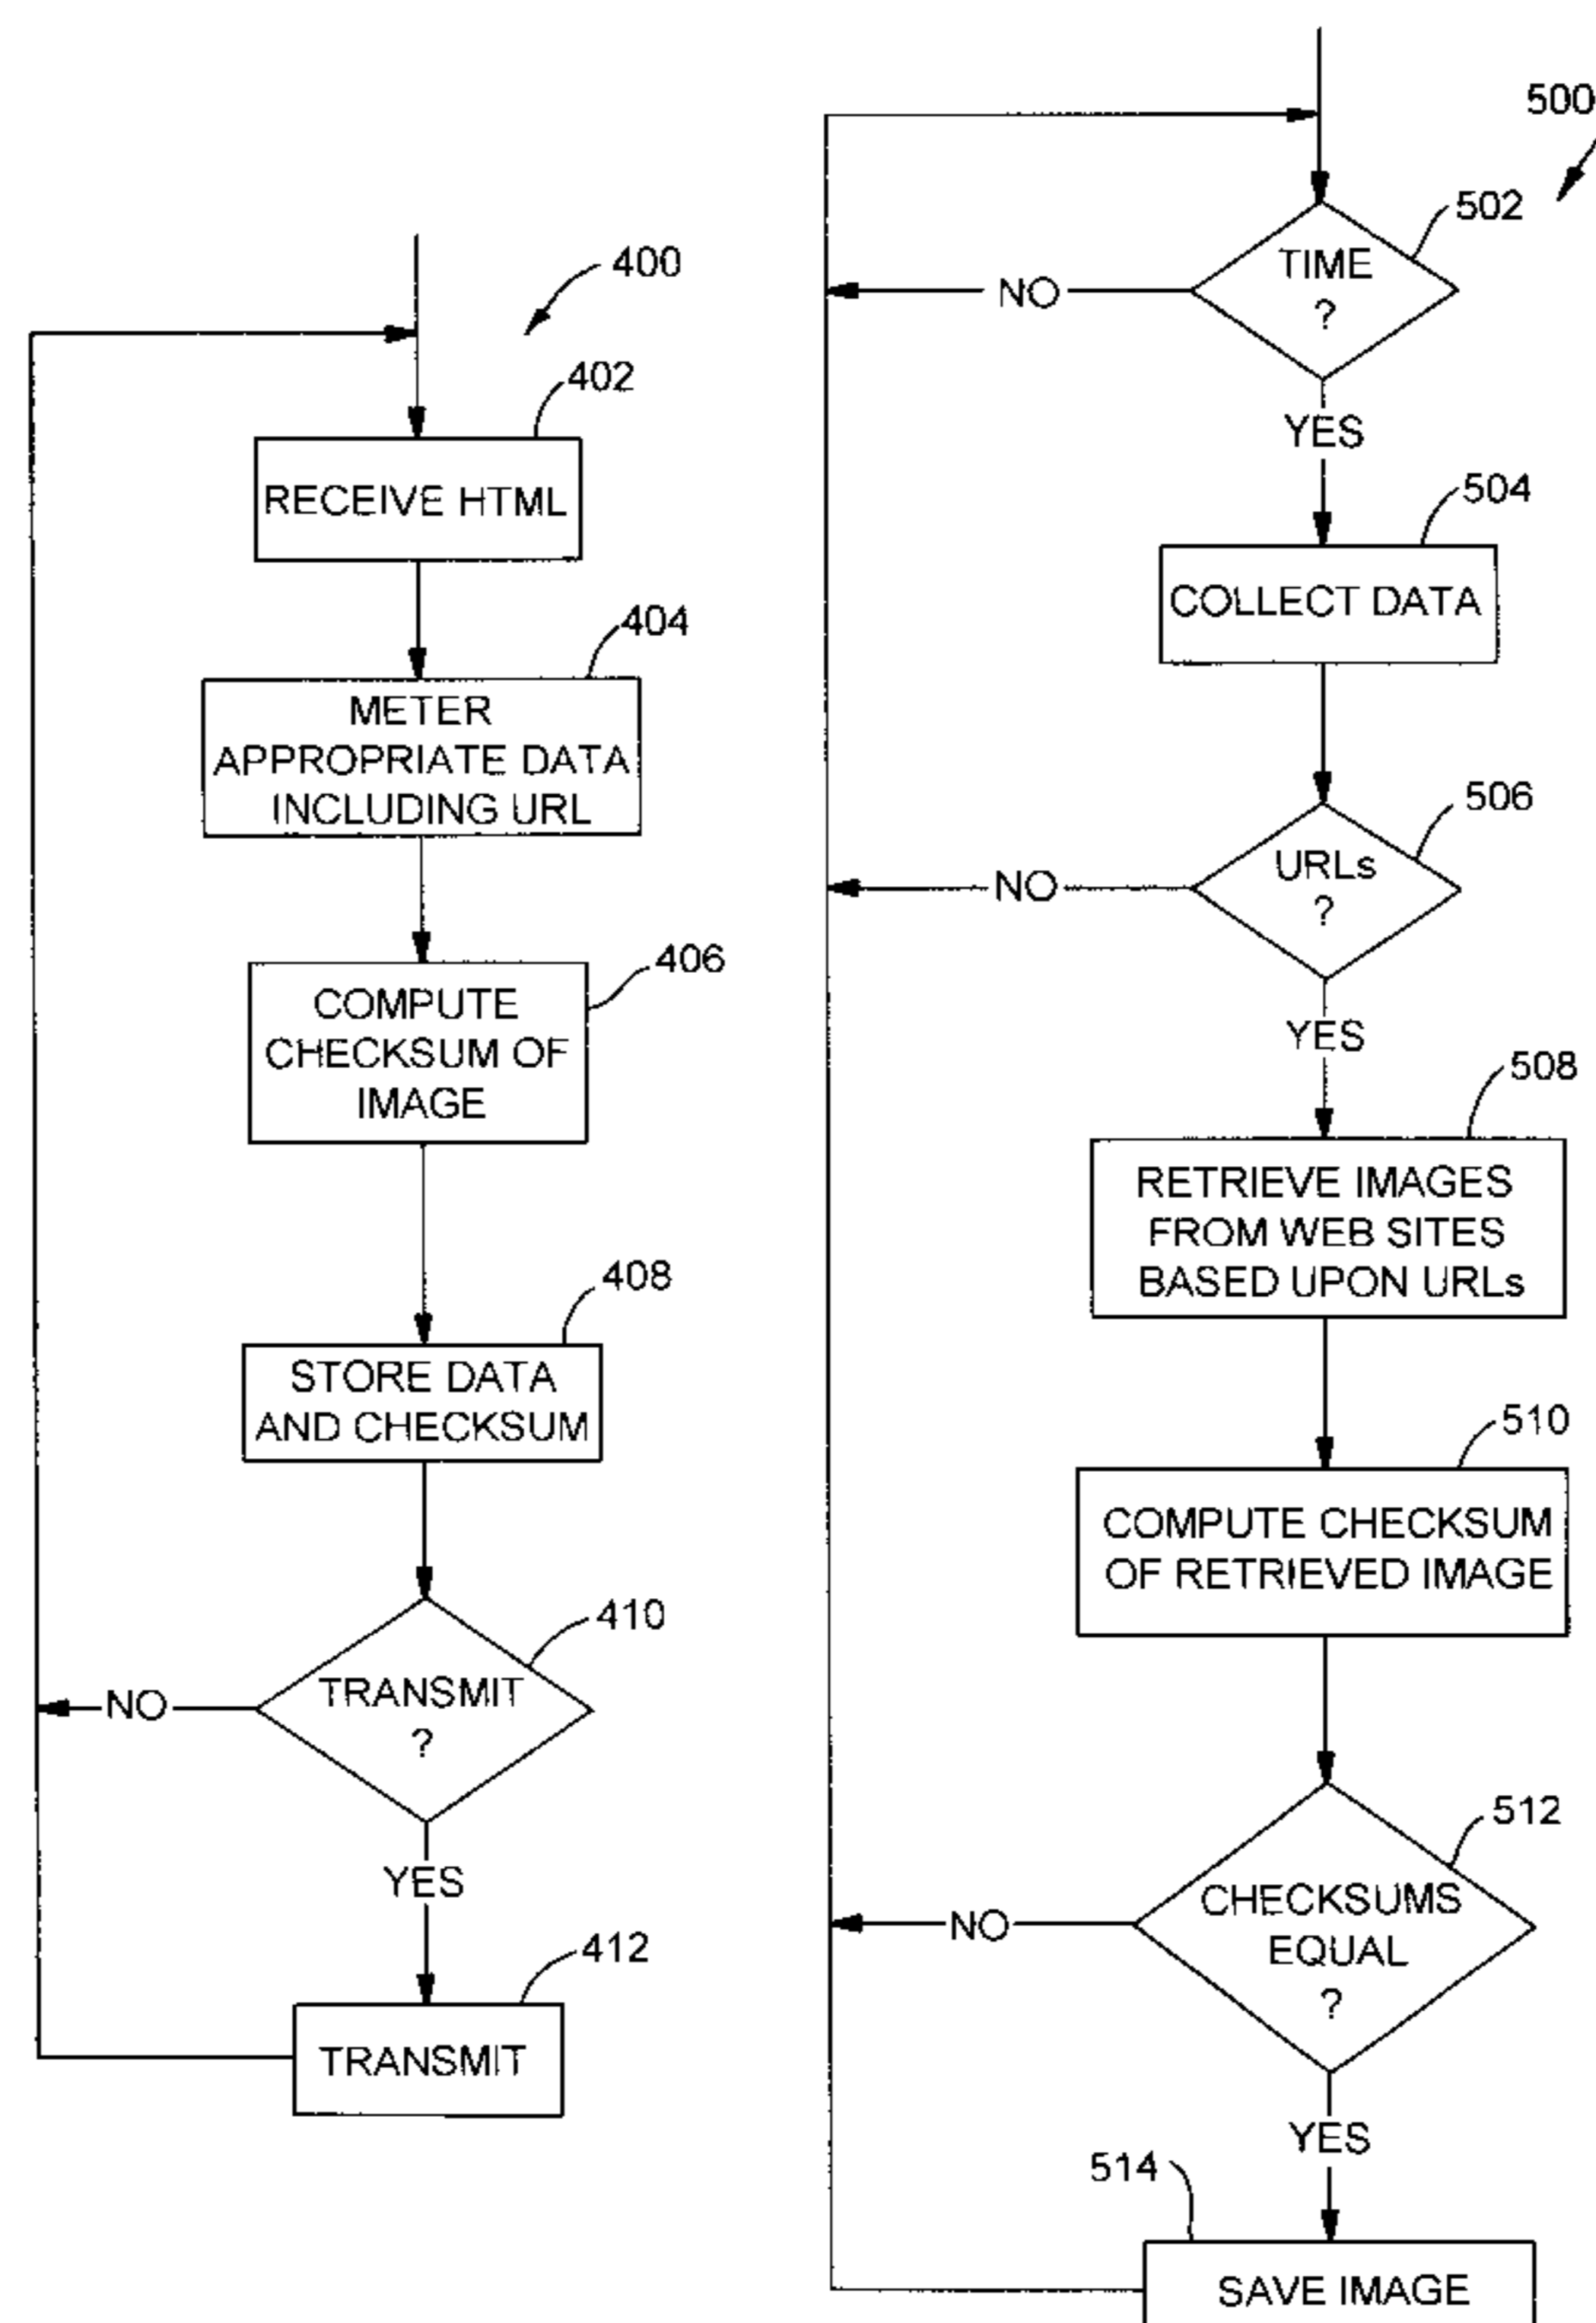 400
402
RECEIVE HTML
404
METER
APPROPRIATE DATA
INCLUDING URL
406
COMPUTE
CHECKSUM OF
IMAGE
408
STORE DATA
AND CHECKSUM
410
TRANSMIT
?
NO
YES
412
TRANSMIT
500
502
TIME
?
NO
YES
504
COLLECT DATA
506
URLs
?
NO
YES
508
RETRIEVE IMAGES
FROM WEB SITES
BASED UPON URLs
510
COMPUTE CHECKSUM
OF RETRIEVED IMAGE
512
CHECKSUMS
EQUAL
?
NO
YES
514
SAVE IMAGE